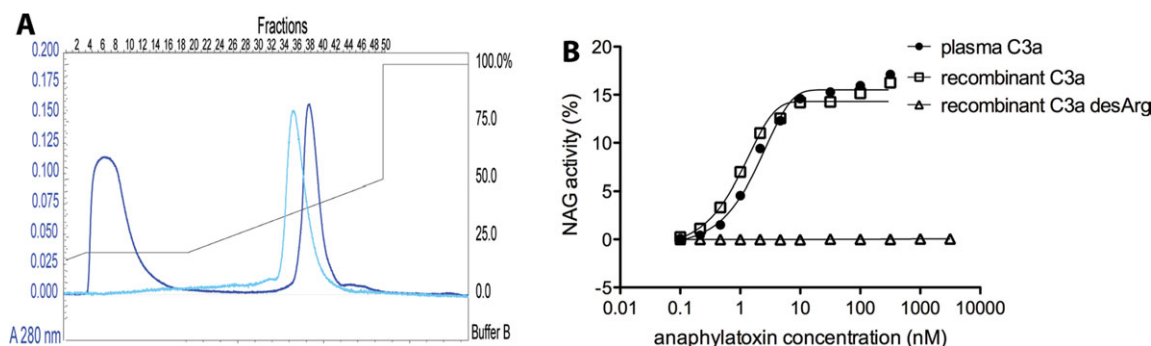 A
Fractions
2 4 6 8 10 12 14 16 18 20 22 24 26 28 30 32 34 36 38 40 42 44 46 48 50
0.200
0.175
0.150
0.125
0.100
0.075
0.050
0.025
0.000
A 280 nm
100.0%
75.0
50.0
25.0
0.0
Buffer B
B
20
15
10
5
0
-5
NAG activity (%)
0.01 0.1 1 10 100 1000 10000
anaphylatoxin concentration (nM)
plasma C3a
recombinant C3a
recombinant C3a desArg